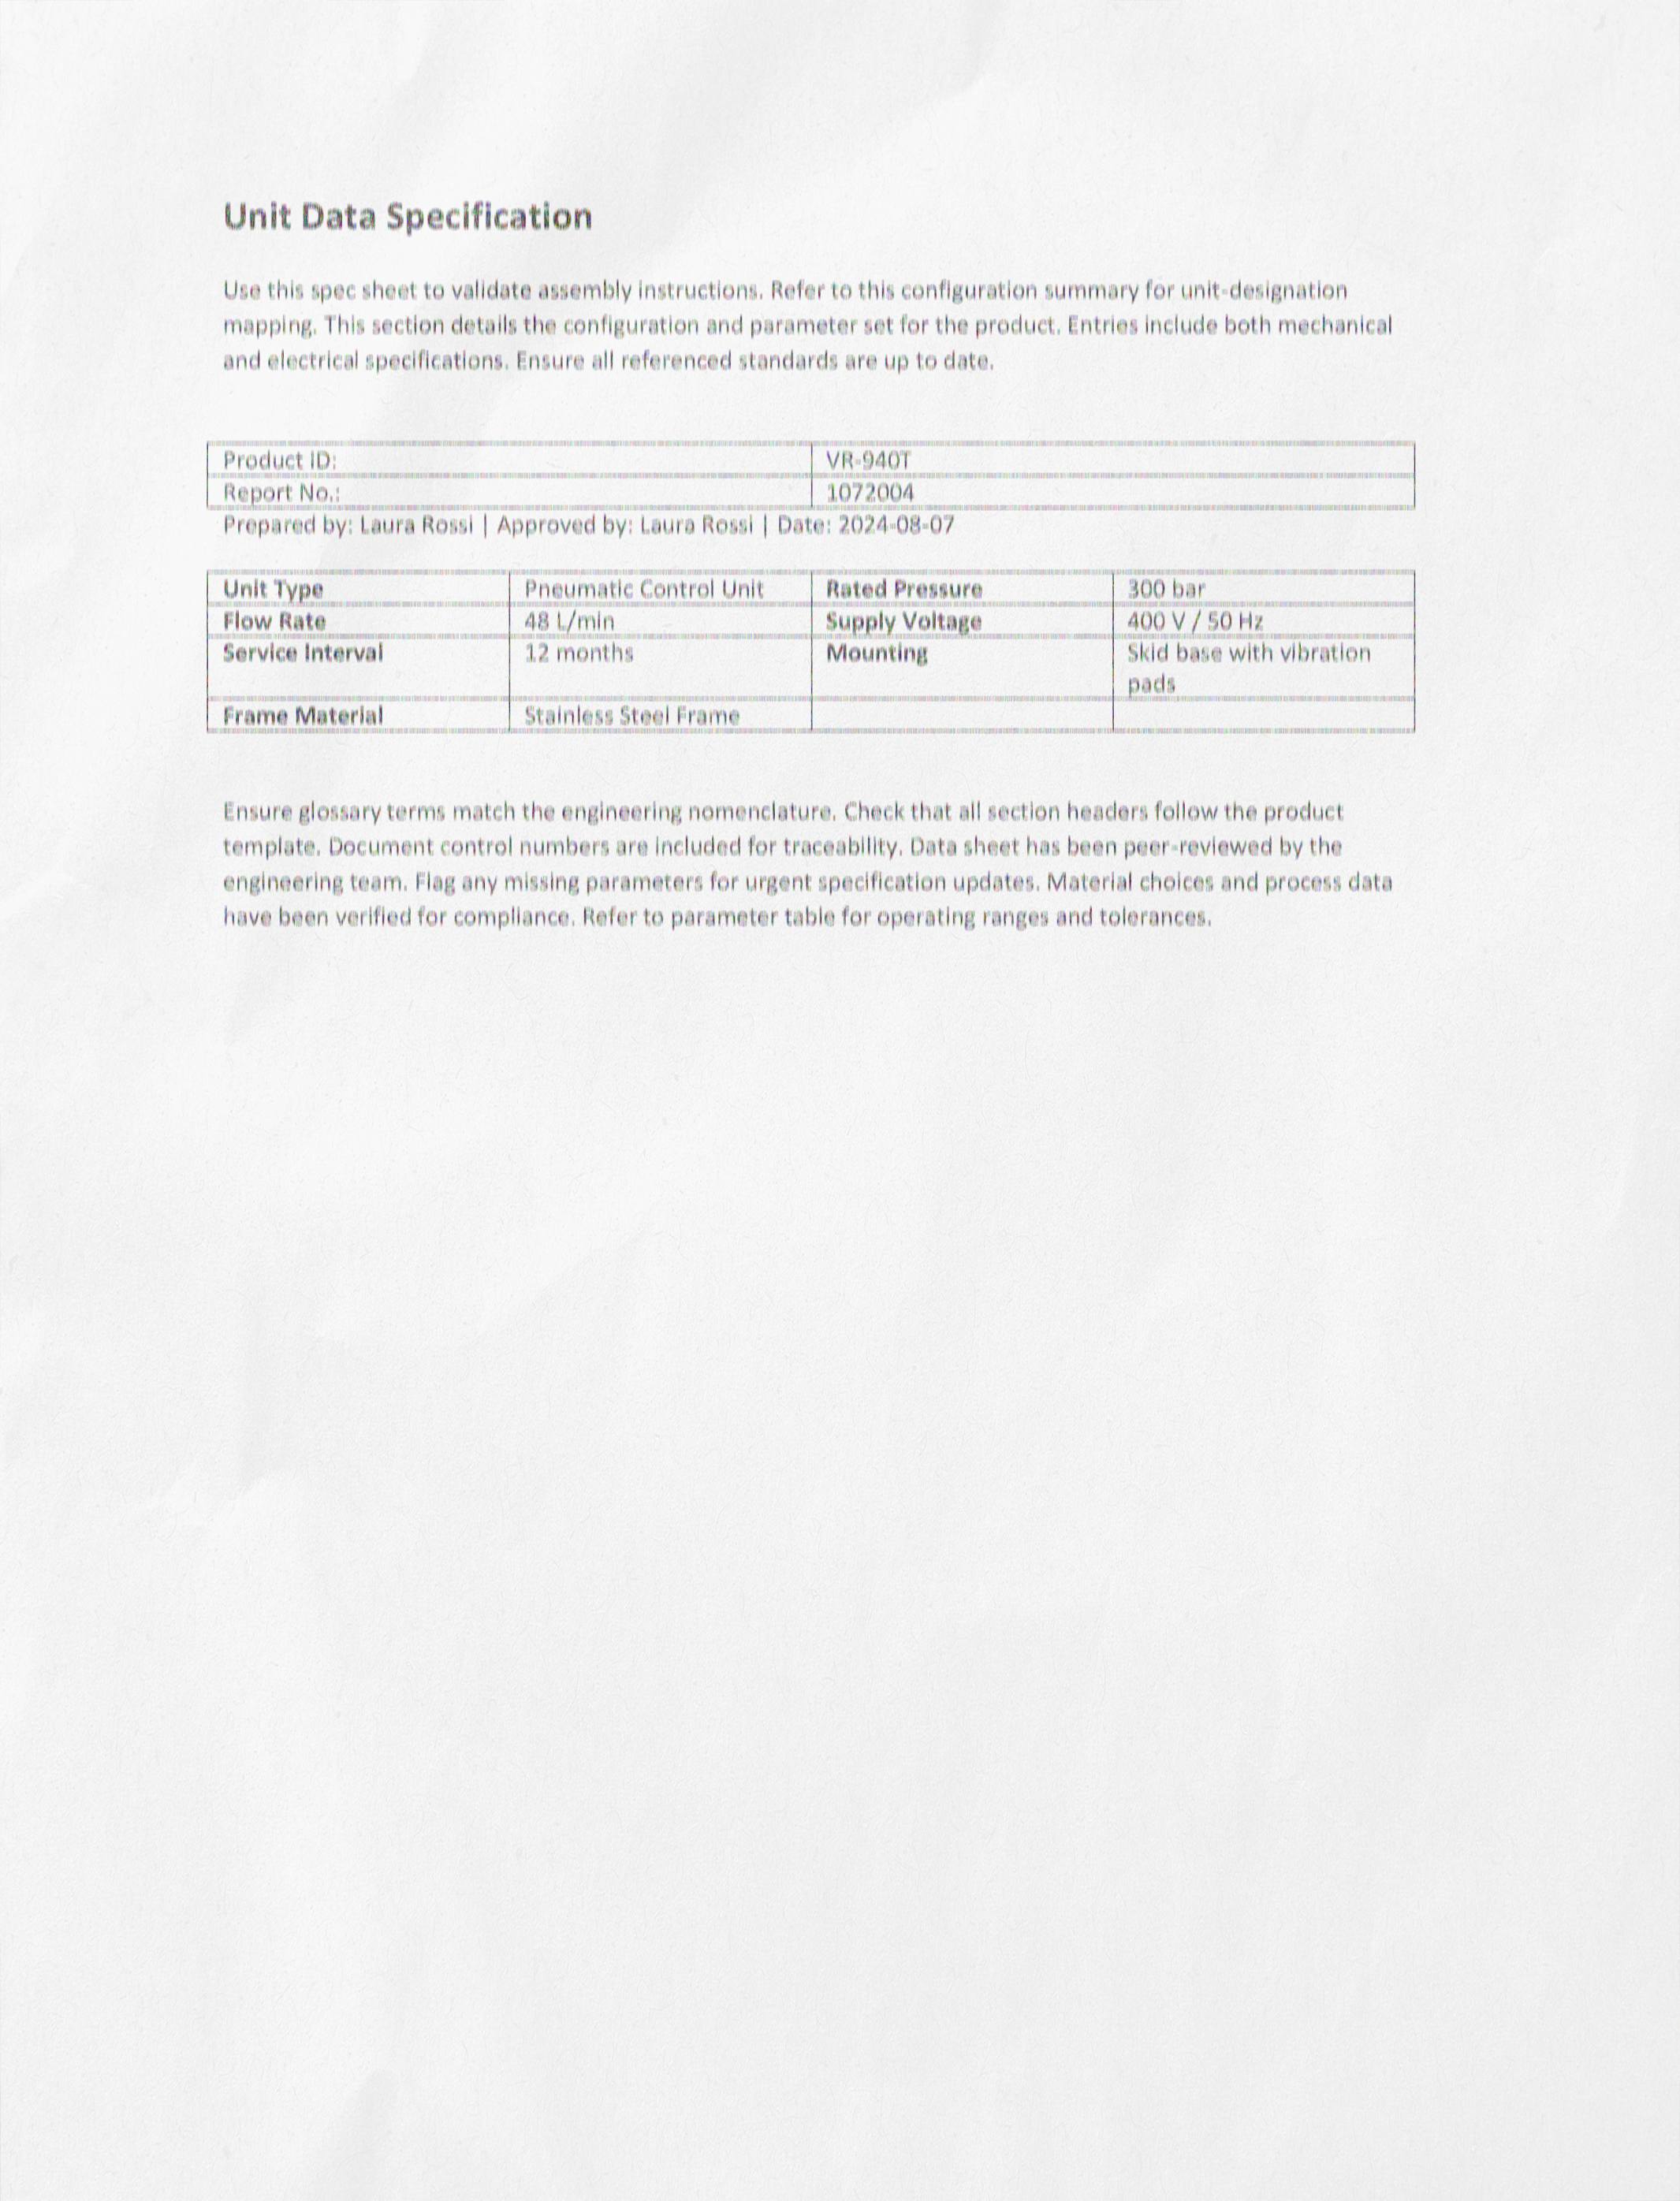 Unit Data Specification
Use this spec sheet to validate assembly instructions. Refer to this configuration summary for unit-designation
mapping. This section details the configuration and parameter set for the product. Entries include both mechanical
and electrical specifications. Ensure all referenced standards are up to date.
Product ID: VR-940T
Report No.: 1072004
Prepared by: Laura Rossi | Approved by: Laura Rossi | Date: 2024-08-07
Unit Type Pneumatic Control Unit Rated Pressure 300 bar
Flow Rate 48 L/min Supply Voltage 400 V / 50 Hz
Service Interval 12 months Mounting Skid base with vibration
pads
Frame Material Stainless Steel Frame
Ensure glossary terms match the engineering nomenclature. Check that all section headers follow the product
template. Document control numbers are included for traceability. Data sheet has been peer-reviewed by the
engineering team. Flag any missing parameters for urgent specification updates. Material choices and process data
have been verified for compliance. Refer to parameter table for operating ranges and tolerances.